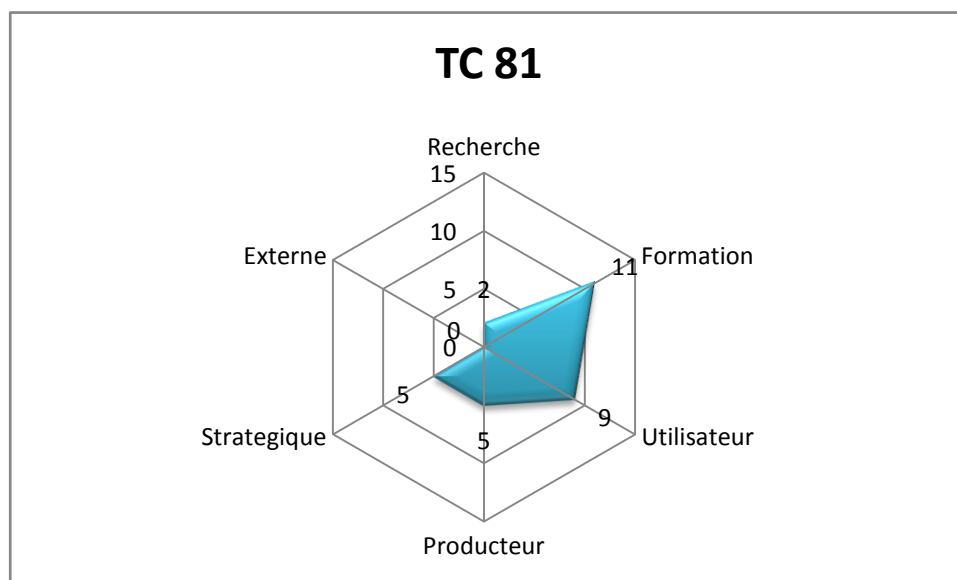 TC 81
Recherche
15
Externe
10
11
Formation
5
2
0
0
Strategique
5
9
Utilisateur
5
Producteur